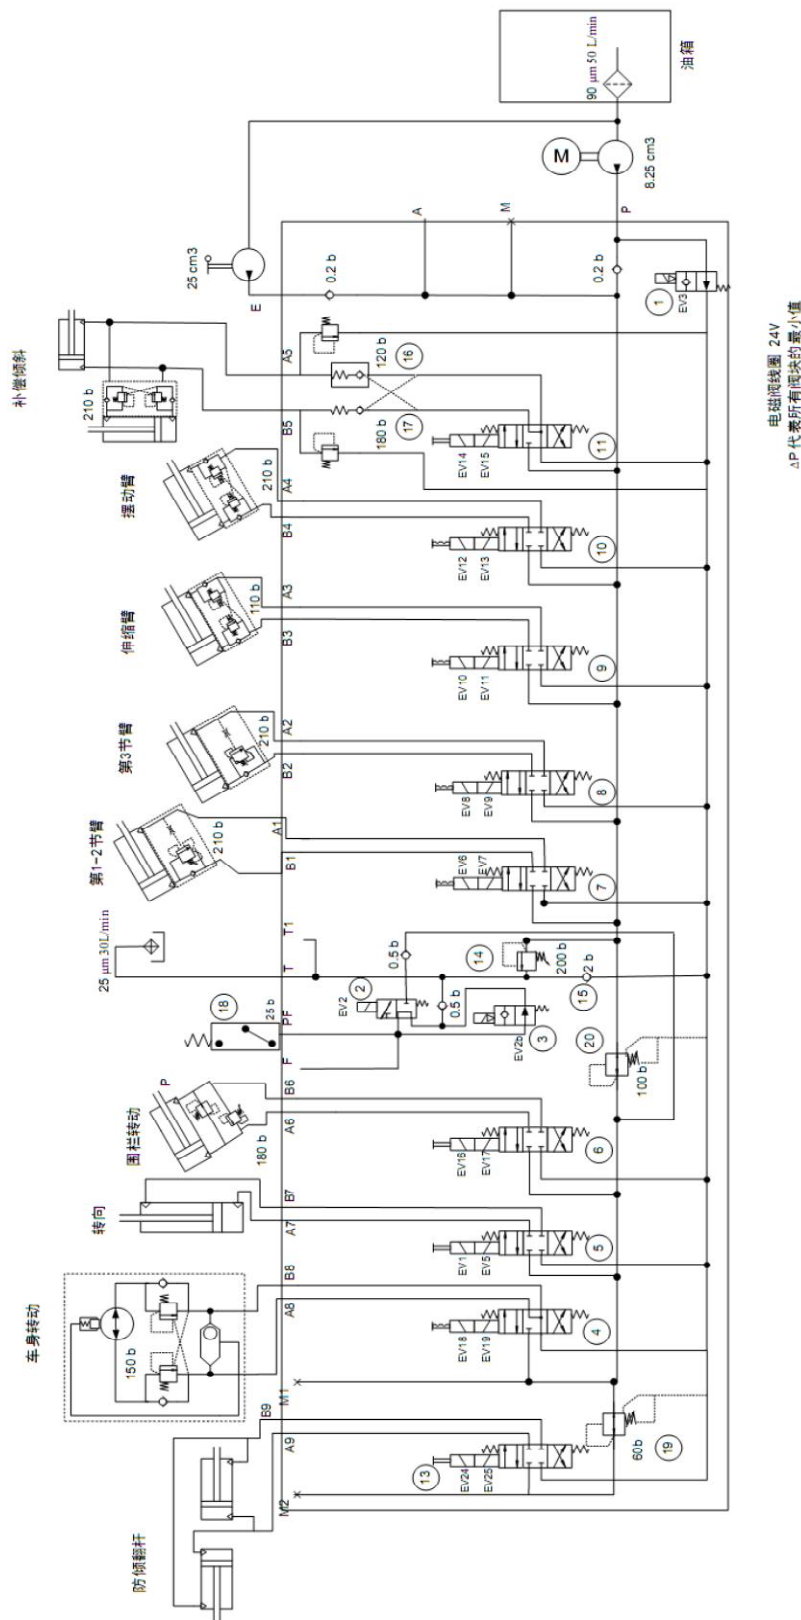 油箱
90 μm 50 L/min
M
8.25 cm3
25 cm3
E
A
M
P
0.2 b
0.2 b
1
EV3
电磁阀线圈 24V
ΔP 代表所有阀块的最小值
补偿倾斜
210 b
A5
B5
120 b
16
180 b
17
EV14
EV15
11
摆动臂
210 b
A4
B4
EV12
EV13
10
伸缩臂
110 b
A3
B3
EV10
EV11
9
第3节臂
210 b
A2
B2
EV8
EV9
8
第1-2节臂
210 b
A1
B1
EV6
EV7
7
25 μm 30L/min
T1
T
0.5 b
14
200 b
2
EV2
0.5 b
15
2 b
18
25 b
PF
F
EV2b
3
20
100 b
围栏转动
P
180 b
B6
A6
EV16
EV17
6
转向
B7
A7
EV1
EV5
5
车身转动
150 b
B8
A8
EV18
EV19
4
M1
B9
A9
13
EV24
EV25
60b
19
M2
防倾翻杆